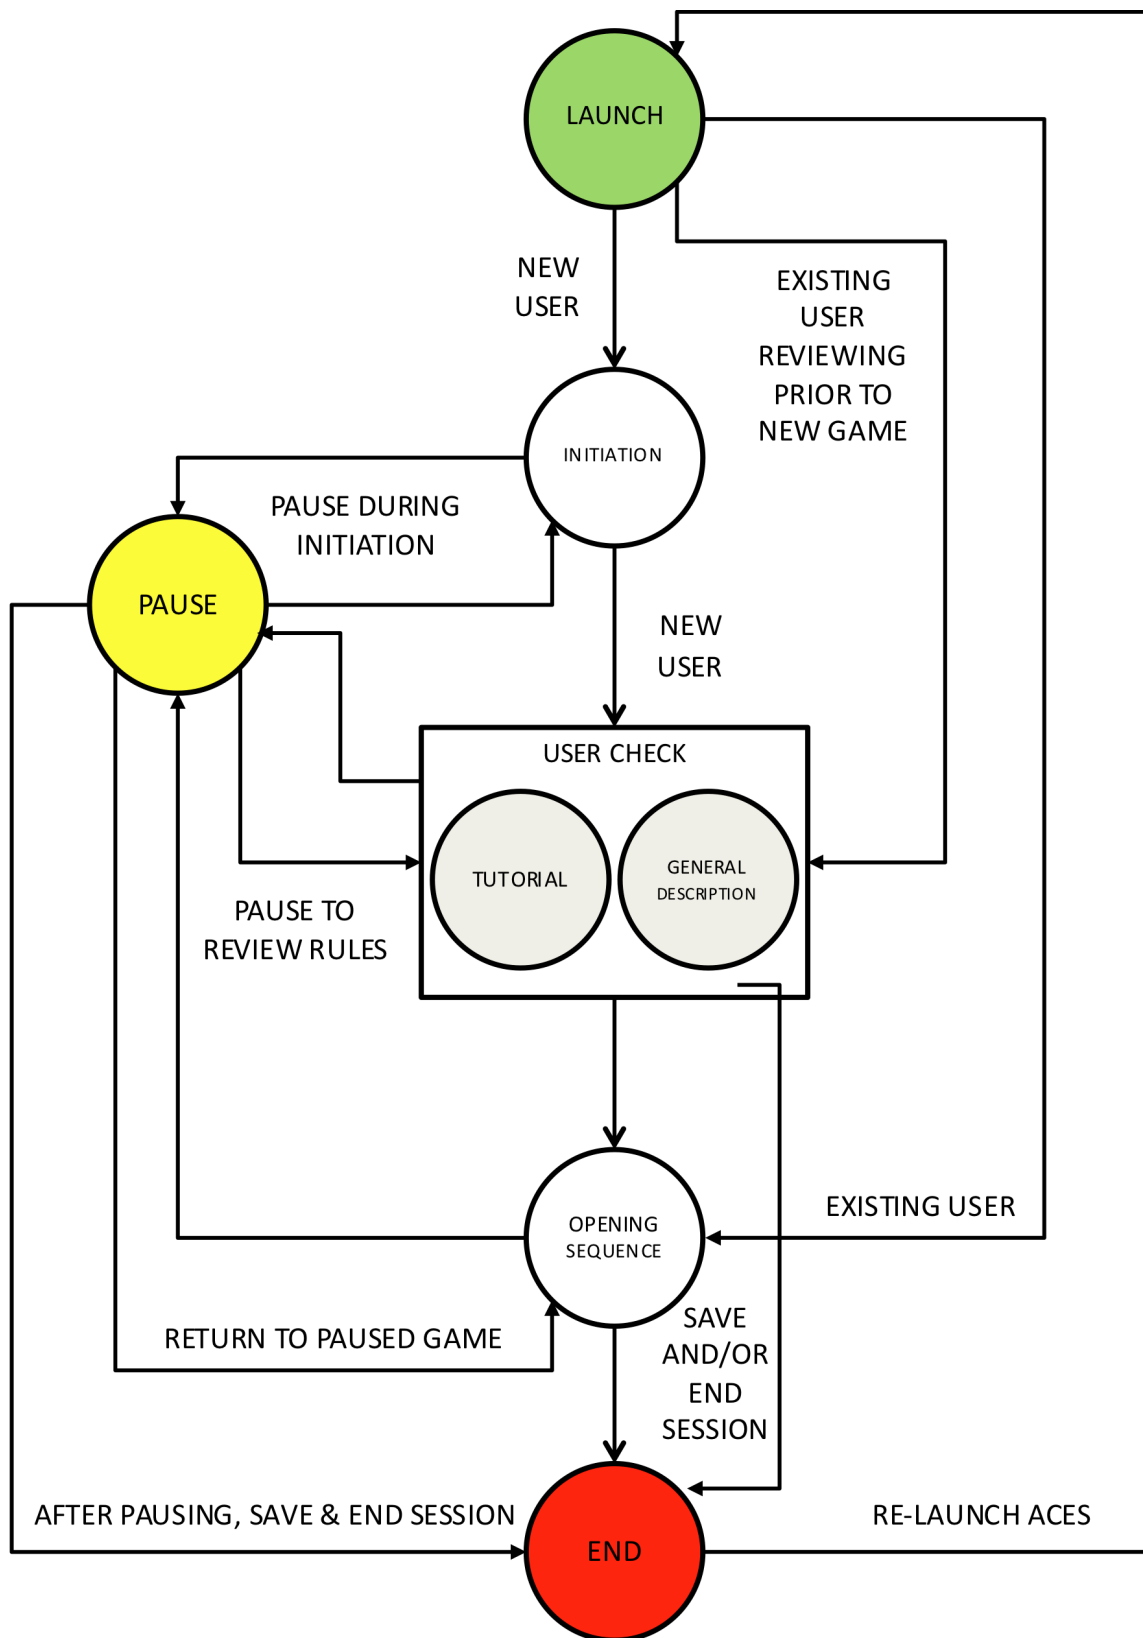 LAUNCH
NEW
USER
EXISTING
USER
REVIEWING
PRIOR TO
NEW GAME
INITIATION
PAUSE DURING
INITIATION
PAUSE
NEW
USER
USER CHECK
TUTORIAL
GENERAL
DESCRIPTION
PAUSE TO
REVIEW RULES
EXISTING USER
OPENING
SEQUENCE
RETURN TO PAUSED GAME
SAVE
AND/OR
END
SESSION
AFTER PAUSING, SAVE & END SESSION
END
RE-LAUNCH ACES